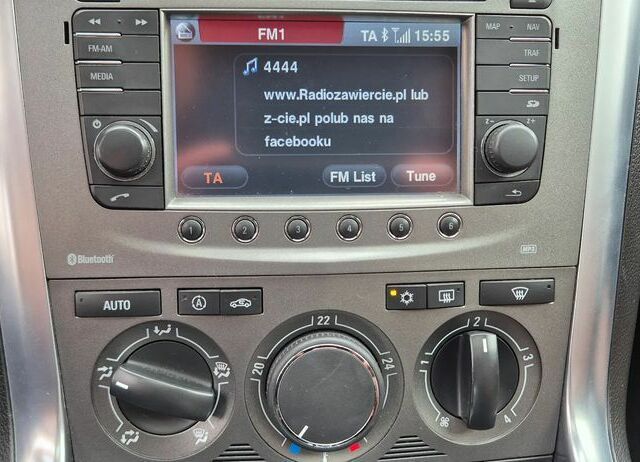 FM1 TA 15:55
4444
www.Radiozawiercie.pl lub
z-cie.pl polub nas na
facebooku
TA FM List Tune
FM-AM
MEDIA
MAP NAV
TRAF
SETUP
z- z+
1 2 3 4 5 6
Bluetooth MP3
AUTO A
20 22 24
1 2 3 4